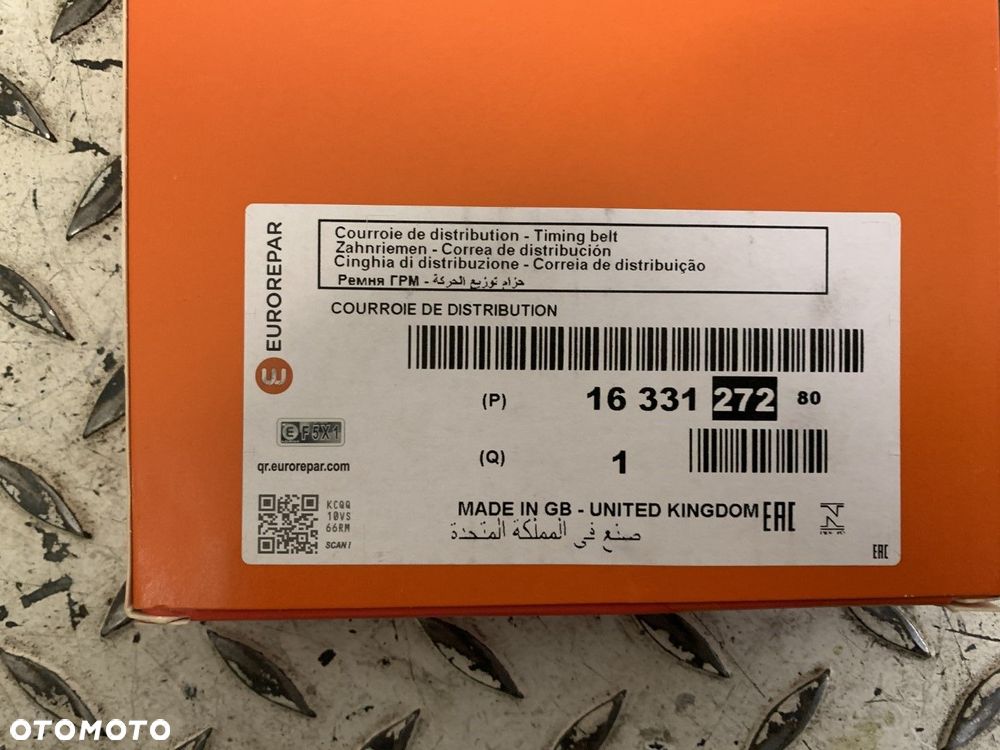 EUROREPAR
Courroie de distribution - Timing belt
Zahnriemen - Correa de distribución
Cinghia di distribuzione - Correia de distribuição
Ремня ГРМ - حزام توزيع الحركة
COURROIE DE DISTRIBUTION
(P) 16 331 272 80
E F5X1
(Q) 1
qr.eurorepar.com
KCQQ
10VS
66RM
SCAN !
MADE IN GB - UNITED KINGDOM EAC
صنع في المملكة المتحدة
EAC
OTOMOTO